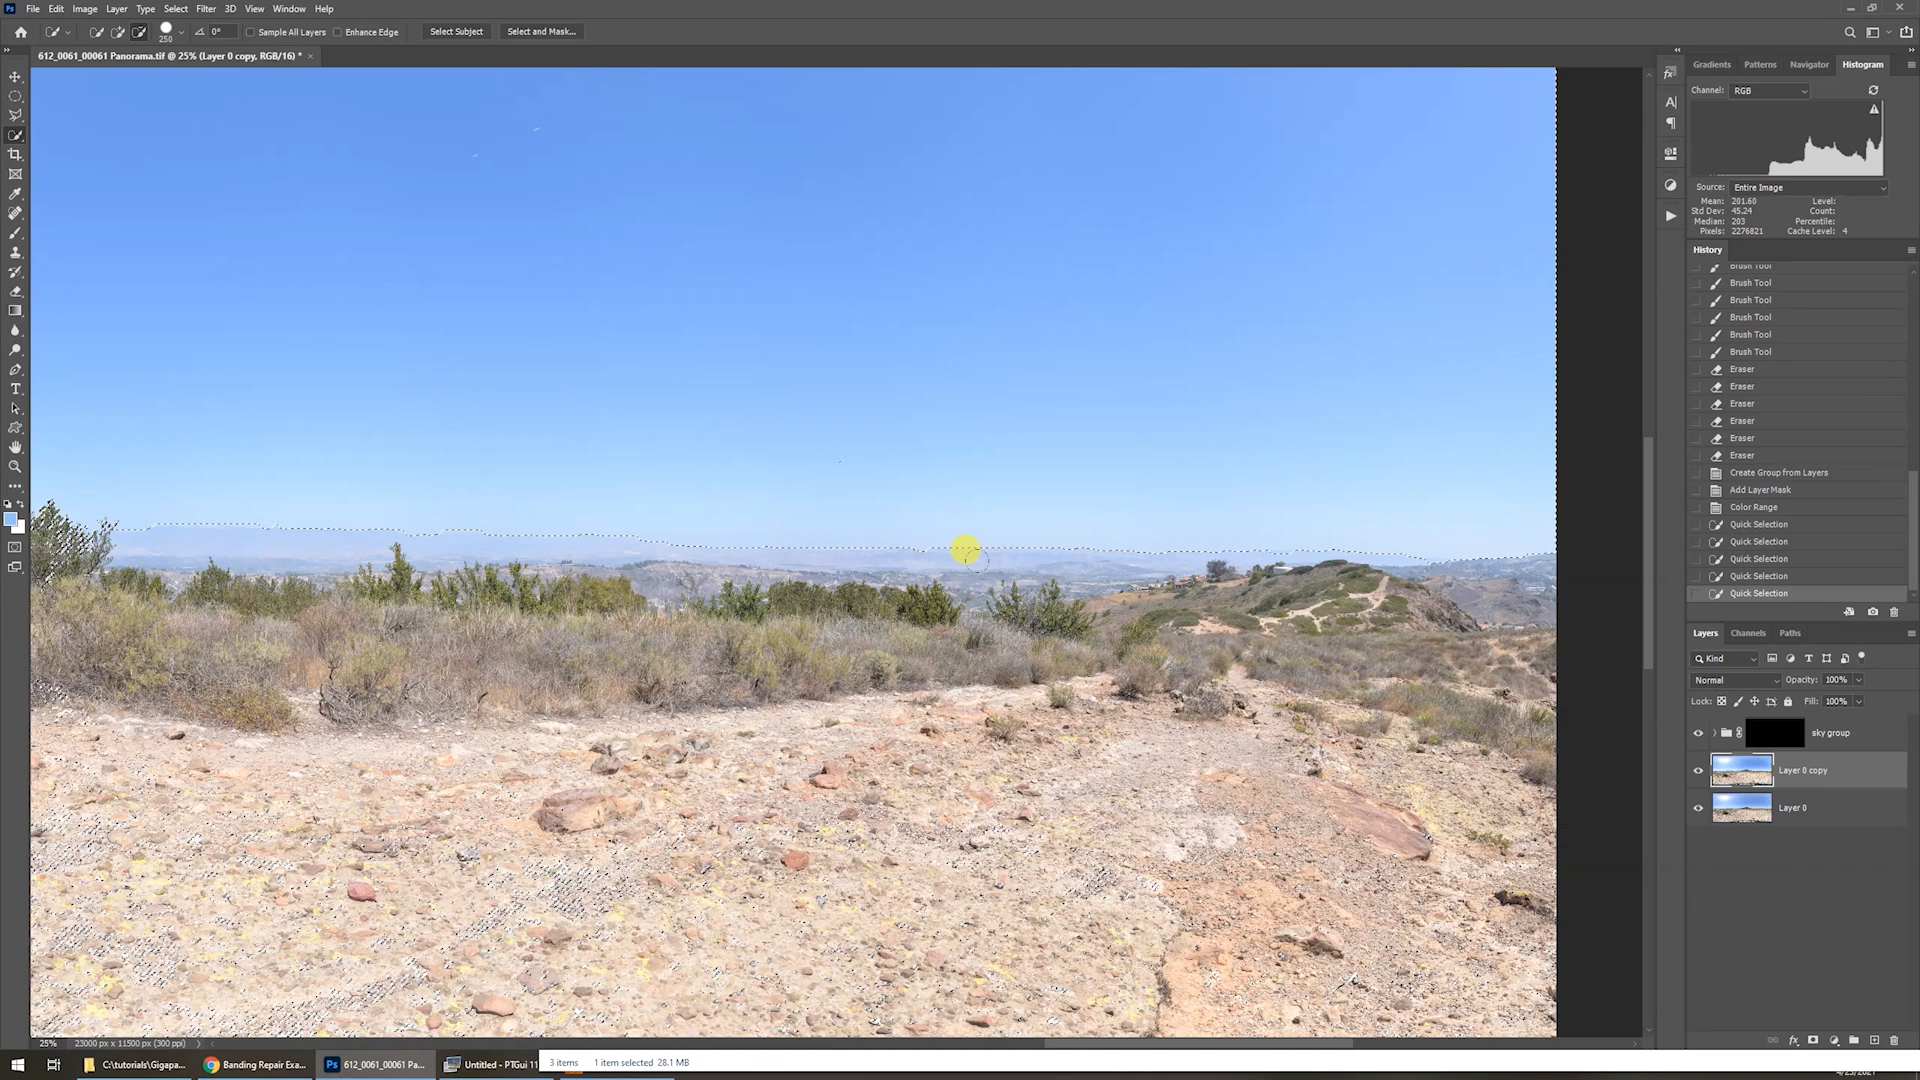 Ps File Edit Image Layer Type Select Filter 3D View Window Help
250 0° Sample All Layers Enhance Edge Select Subject Select and Mask...
612_0061_00061 Panorama.tif @ 25% (Layer 0 copy, RGB/16) * ×
Gradients Patterns Navigator Histogram
Channel: RGB
Source: Entire Image
Mean: 201.60 Level:
Std Dev: 45.24 Count:
Median: 203 Percentile:
Pixels: 2276821 Cache Level: 4
History
Brush Tool
Brush Tool
Brush Tool
Brush Tool
Brush Tool
Brush Tool
Eraser
Eraser
Eraser
Eraser
Eraser
Eraser
Create Group from Layers
Add Layer Mask
Color Range
Quick Selection
Quick Selection
Quick Selection
Quick Selection
Quick Selection
Layers Channels Paths
Kind
Normal Opacity: 100%
Lock: Fill: 100%
sky group
Layer 0 copy
Layer 0
25% 23000 px x 11500 px (300 ppi)
C:\tutorials\Gigapa... Banding Repair Exa... Ps 612_0061_00061 Pa... Untitled - PTGui 11 3 items 1 item selected 28.1 MB